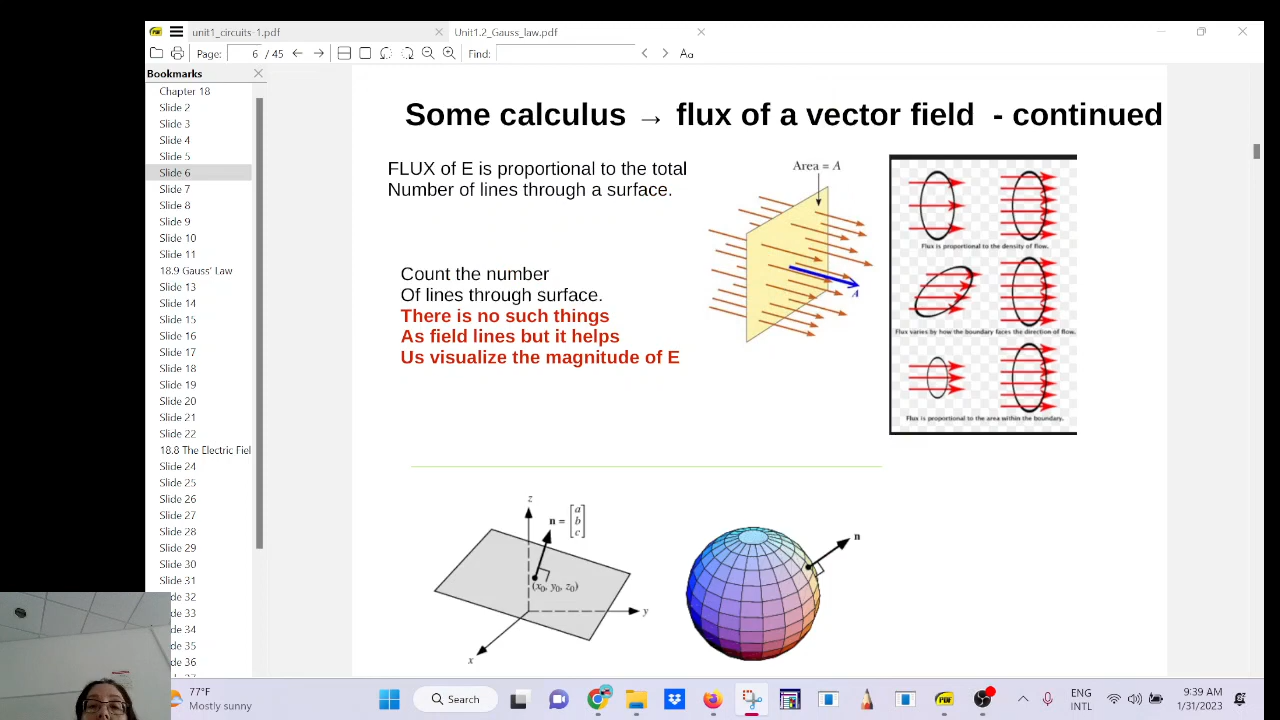 unit1_circuits-1.pdf
Unit1.2_Gauss_law.pdf
Page: 6 / 45
Find:
Aa
Bookmarks
Chapter 18
Slide 2
Slide 3
Slide 4
Slide 5
Slide 6
Slide 7
Slide 8
Slide 9
Slide 10
Slide 11
18.9 Gauss' Law
Slide 13
Slide 14
Slide 15
Slide 16
Slide 17
Slide 18
Slide 19
Slide 20
Slide 21
Slide 22
18.8 The Electric Fiel
Slide 24
Slide 25
Slide 26
Slide 27
Slide 28
Slide 29
Slide 30
Slide 31
Slide 32
Slide 33
Slide 34
Slide 35
Slide 36
Some calculus → flux of a vector field - continued
FLUX of E is proportional to the total
Number of lines through a surface.
Count the number
Of lines through surface.
There is no such things
As field lines but it helps
Us visualize the magnitude of E
Area = A
A
Flux is proportional to the density of flow.
Flux varies by how the boundary faces the direction of flow.
Flux is proportional to the area within the boundary.
z
n = [a b c]
(x0, y0, z0)
y
x
n
77°F
Mostly sunny
Search
ENG
INTL
3:39 AM
1/31/2023